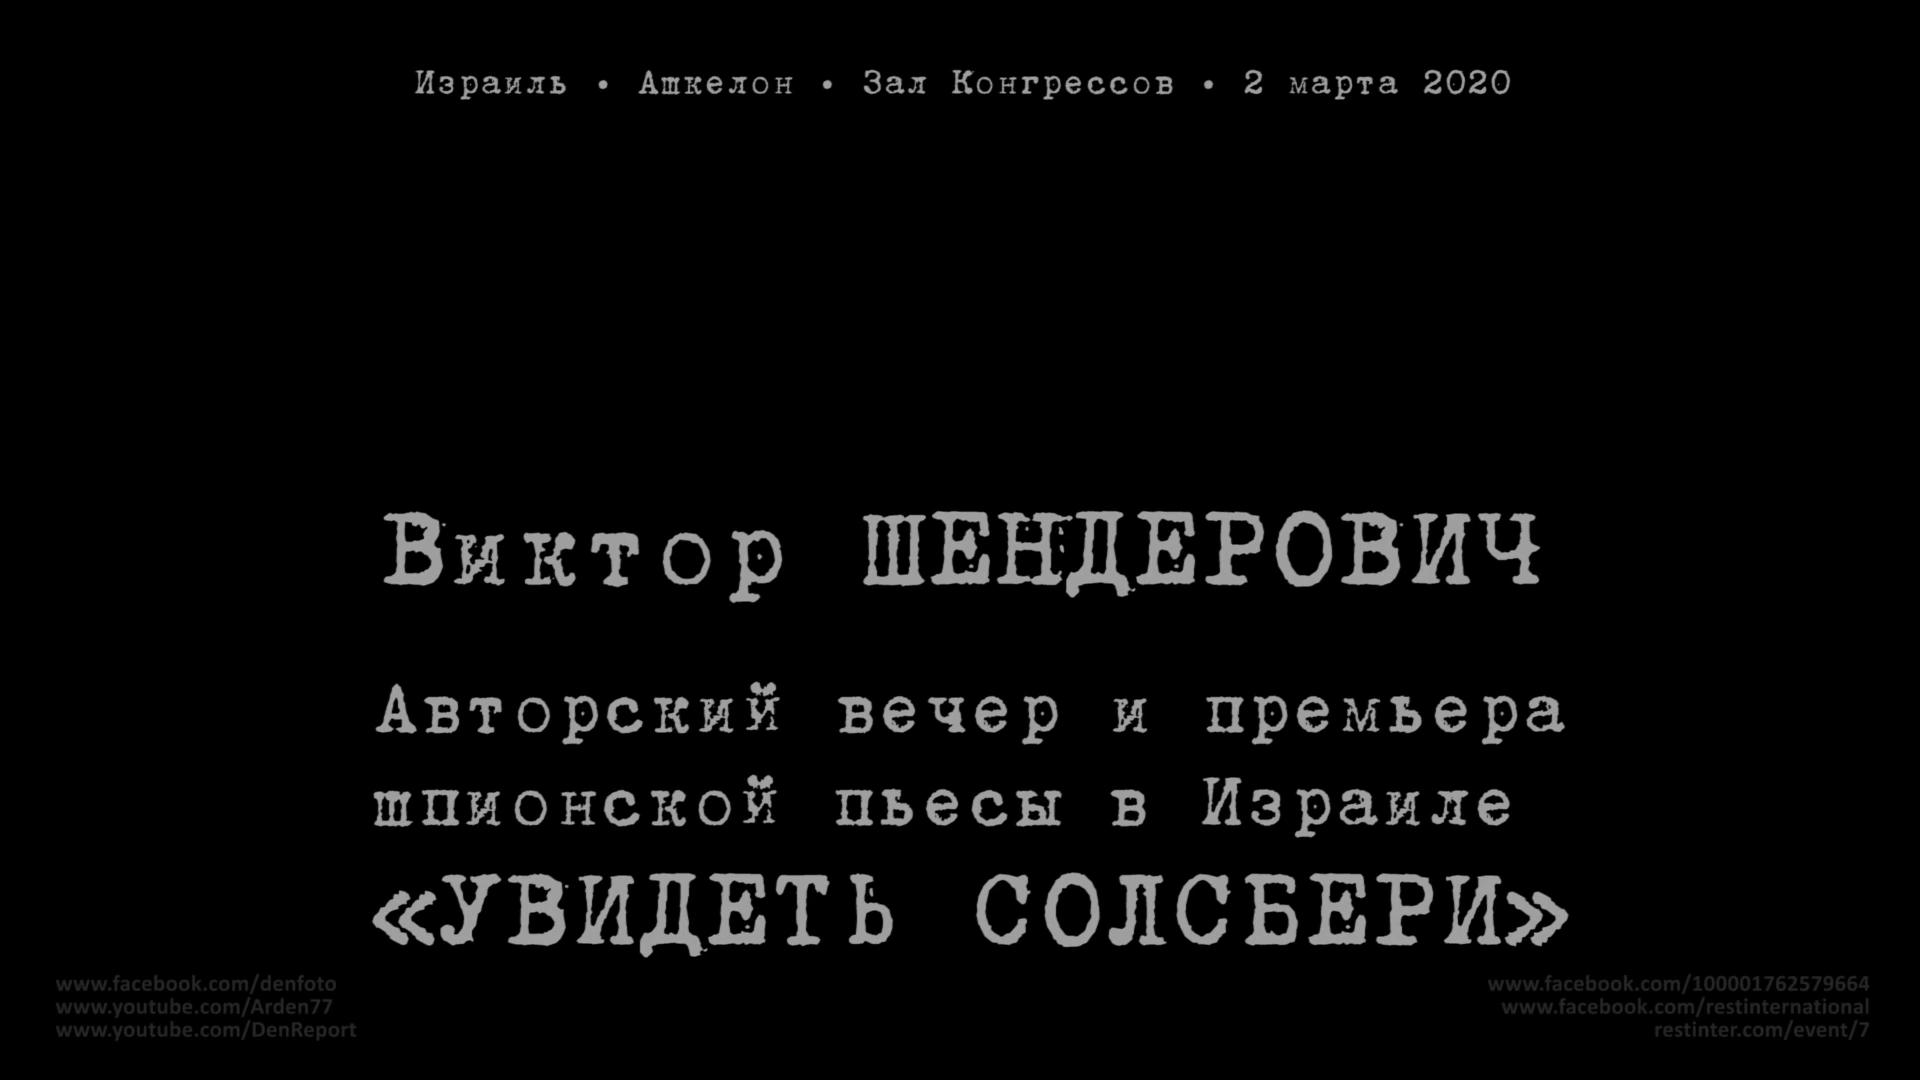 Израиль • Ашкелон • Зал Конгрессов • 2 марта 2020
Виктор ШЕНДЕРОВИЧ
Авторский вечер и премьера
шпионской пьесы в Израиле
«УВИДЕТЬ СОЛСБЕРИ»
www.facebook.com/denfoto
www.youtube.com/Arden77
www.youtube.com/DenReport
www.facebook.com/100001762579664
www.facebook.com/restinternational
restinter.com/event/7